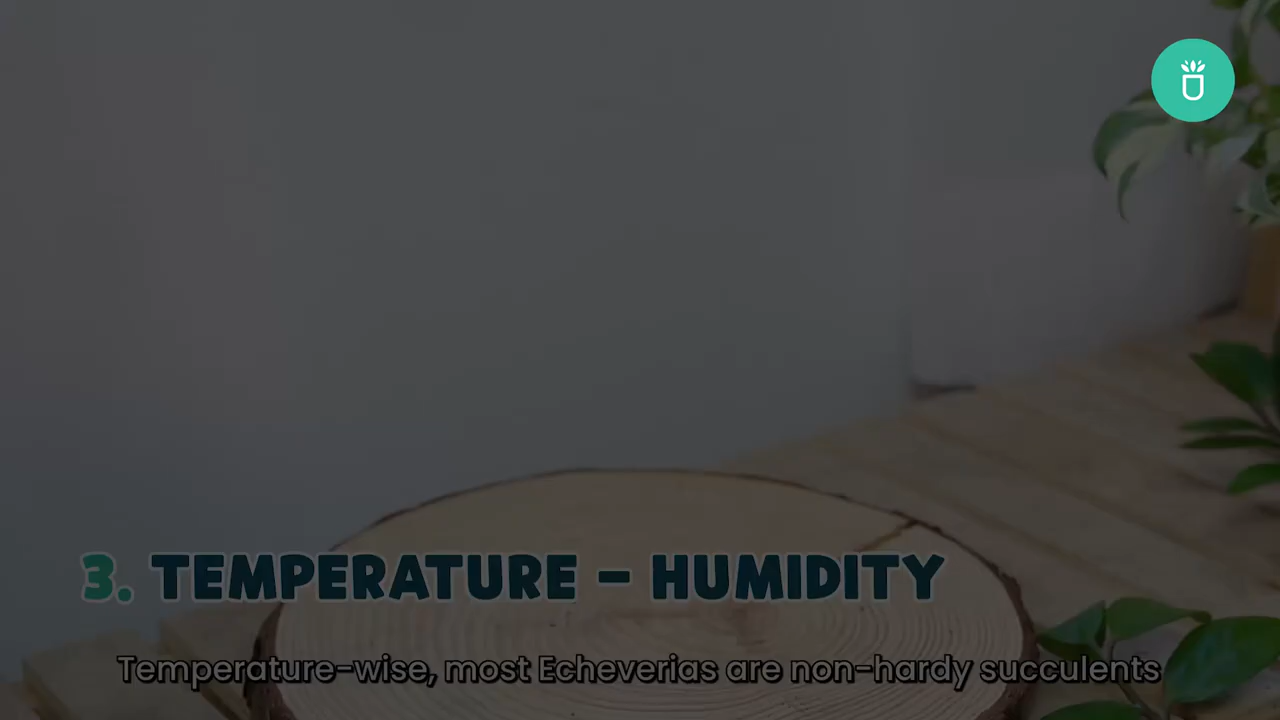 3. TEMPERATURE - HUMIDITY
Temperature-wise, most Echeverias are non-hardy succulents